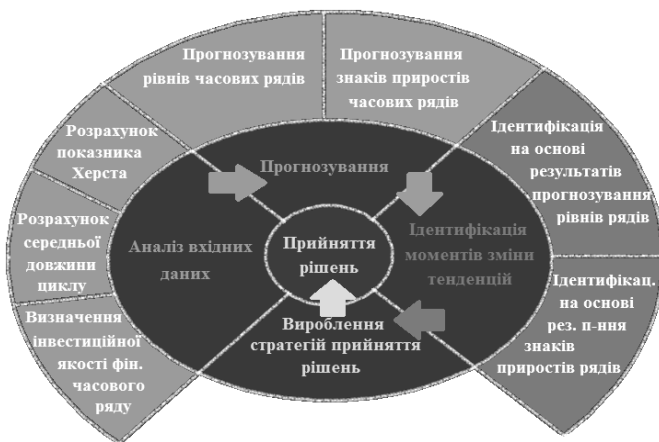 Прогнозування
рівнів часових рядів
Прогнозування
знаків приростів
часових рядів
Розрахунок
показника
Херста
Ідентифікація
на основі
результатів
прогнозування
рівнів рядів
Прогнозування
Розрахунок
середньої
довжини
циклу
Аналіз вхідних
даних
Прийняття
рішень
Ідентифікація
моментів зміни
тенденцій
Визначення
інвестиційної
якості фін.
часового
ряду
Вироблення
стратегій прийняття
рішень
Ідентифікац.
на основі
рез. п-ння
знаків
приростів рядів